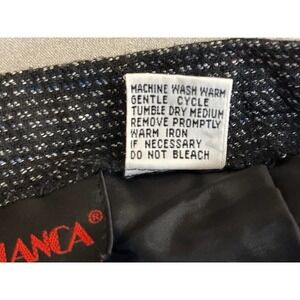 MACHINE WASH WARM
GENTLE CYCLE
TUMBLE DRY MEDIUM
REMOVE PROMPTLY
WARM IRON
IF NECESSARY
DO NOT BLEACH
IANCA®